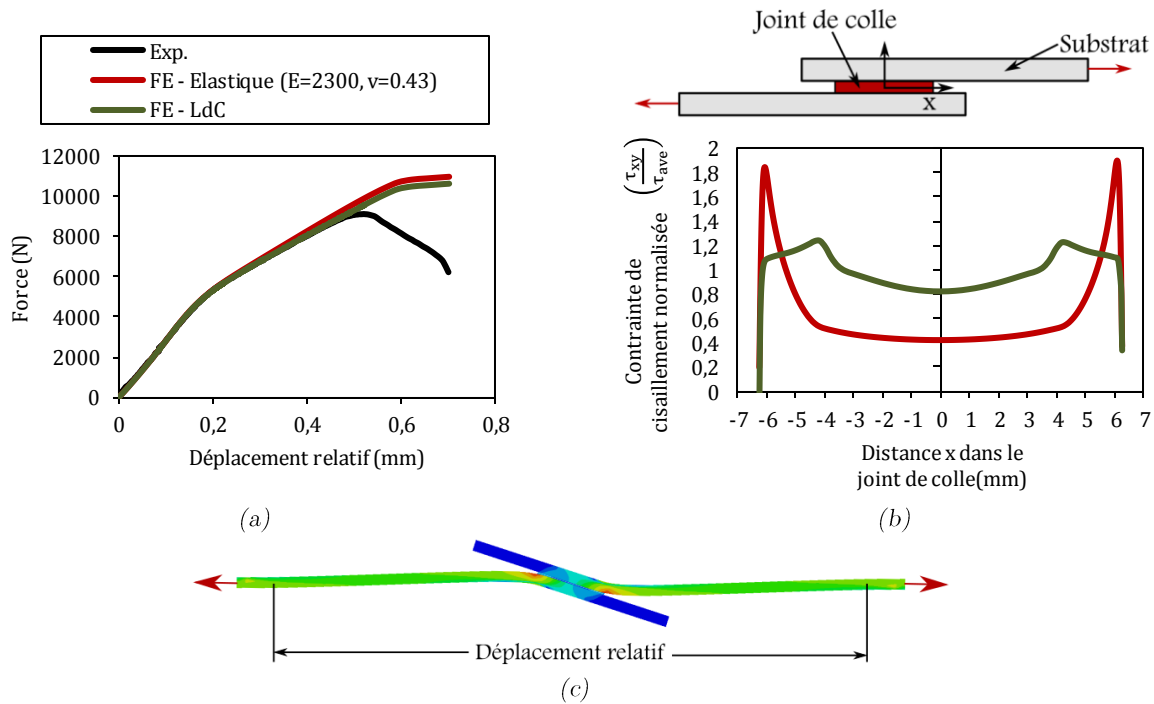 Exp.
FE - Elastique (E=2300, v=0.43)
FE - LdC
12000
10000
8000
6000
4000
2000
0
Force (N)
0
0,2
0,4
0,6
0,8
Déplacement relatif (mm)
(a)
Joint de colle
Substrat
x
Contrainte de
cisaillement normalisée (τxy/τave)
2
1,8
1,6
1,4
1,2
1
0,8
0,6
0,4
0,2
0
-7 -6 -5 -4 -3 -2 -1 0 1 2 3 4 5 6 7
Distance x dans le
joint de colle(mm)
(b)
Déplacement relatif
(c)